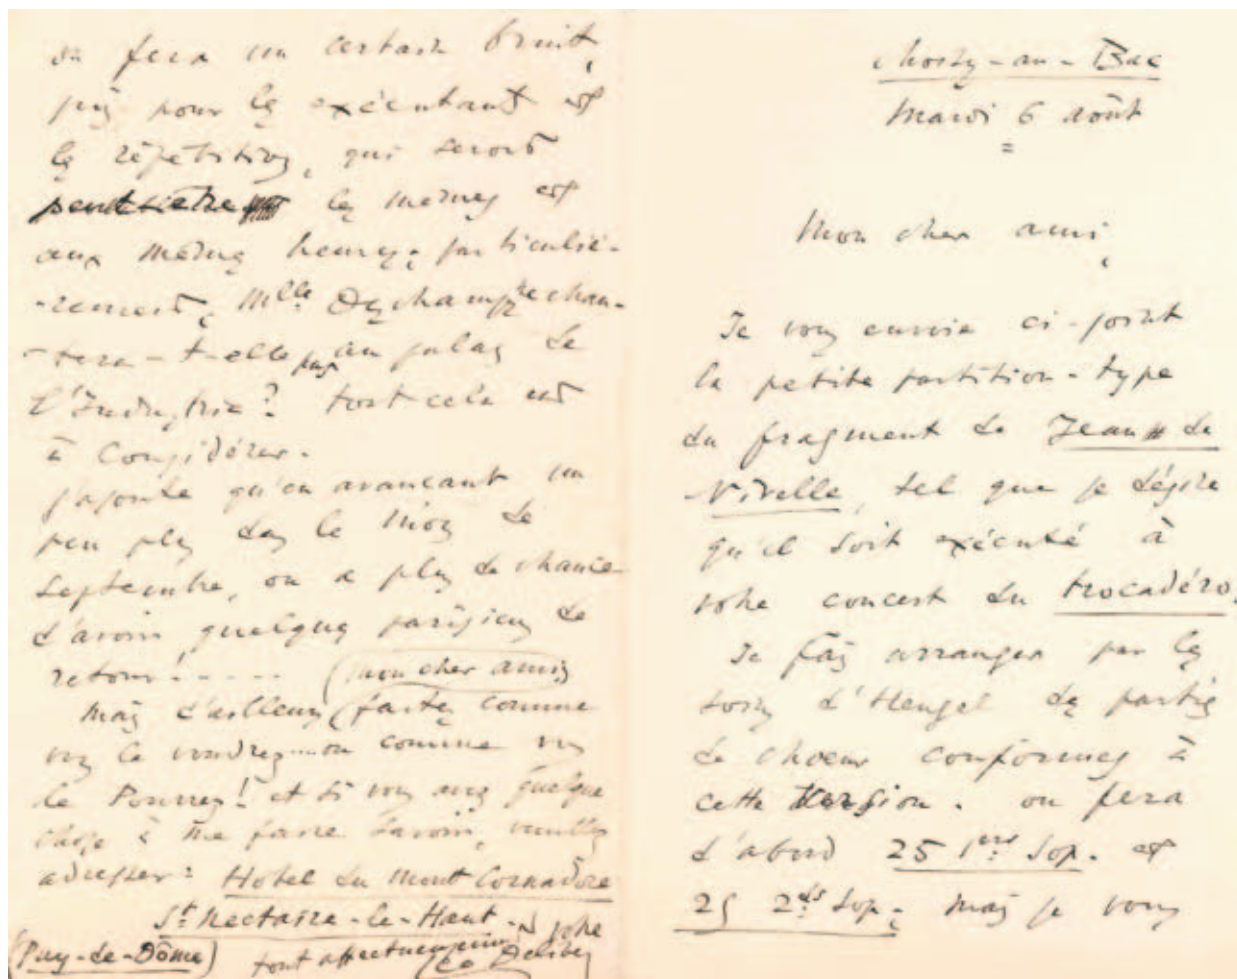 Choisy-au-Bac
Mardi 6 août
Mon cher ami,
Je vous envoie ci-joint
la petite partition-type
du fragment de Jean de
Nivelle, tel que je désire
qu'il soit exécuté à
votre concert du Trocadéro.
Je fais arranger par les
soins d'Heugel des parties
de choeur conformes à
cette version. on fera
d'abord 25 1ers Sop. et
25 2ds Sop. ; mais je vous
on fera un certain bruit,
puis pour les exécutants et
les répétitions, qui seront
peut-être les mêmes et
aux mêmes heures ; particuliè-
-rement, Mlle Deschamps ne chan-
-tera-t-elle pas au palais de
l'Industrie ? tout cela est
à considérer.
J'ajoute qu'en avançant un
peu plus dans le mois de
septembre, on a plus de chance
d'avoir quelques parisiens de
retour ! . . . . .
mais d'ailleurs (mon cher ami) faites comme
vous le voudrez - ou comme vous
le pourrez ! et si vous avez quelque
chose à me faire savoir, veuillez
adresser : Hotel du Mont Cornadore
St Nectaire-le-Haut
(Puy-de-Dôme)
à votre
tout affectueusement
Léo Delibes